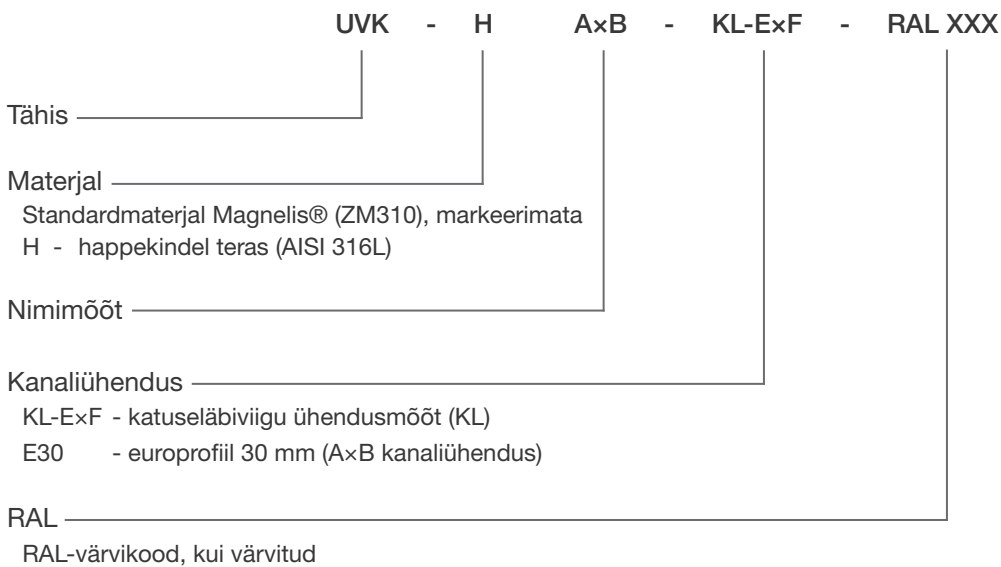 UVK - H A×B - KL-E×F - RAL XXX
Tähis
Materjal
Standardmaterjal Magnelis® (ZM310), markeerimata
H - happekindel teras (AISI 316L)
Nimimõõt
Kanaliühendus
KL-E×F - katuseläbiviigu ühendusmõõt (KL)
E30 - europrofiil 30 mm (A×B kanaliühendus)
RAL
RAL-värvikood, kui värvitud